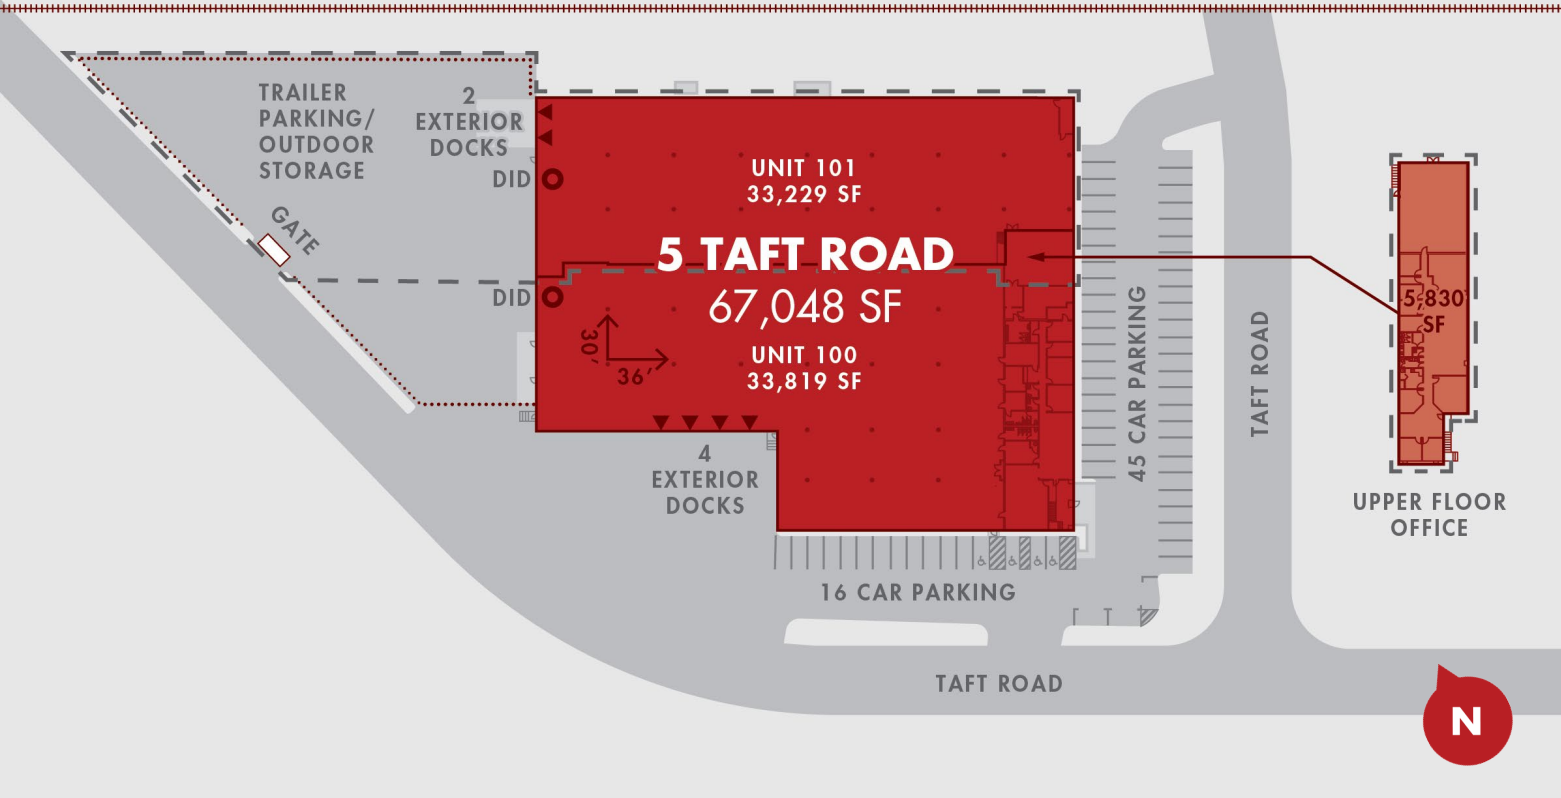 TRAILER
PARKING/
OUTDOOR
STORAGE
2
EXTERIOR
DOCKS
DID
GATE
DID
UNIT 101
33,229 SF
5 TAFT ROAD
67,048 SF
UNIT 100
33,819 SF
30'
36'
4
EXTERIOR
DOCKS
16 CAR PARKING
45 CAR PARKING
TAFT ROAD
TAFT ROAD
5,830
SF
UPPER FLOOR
OFFICE
N